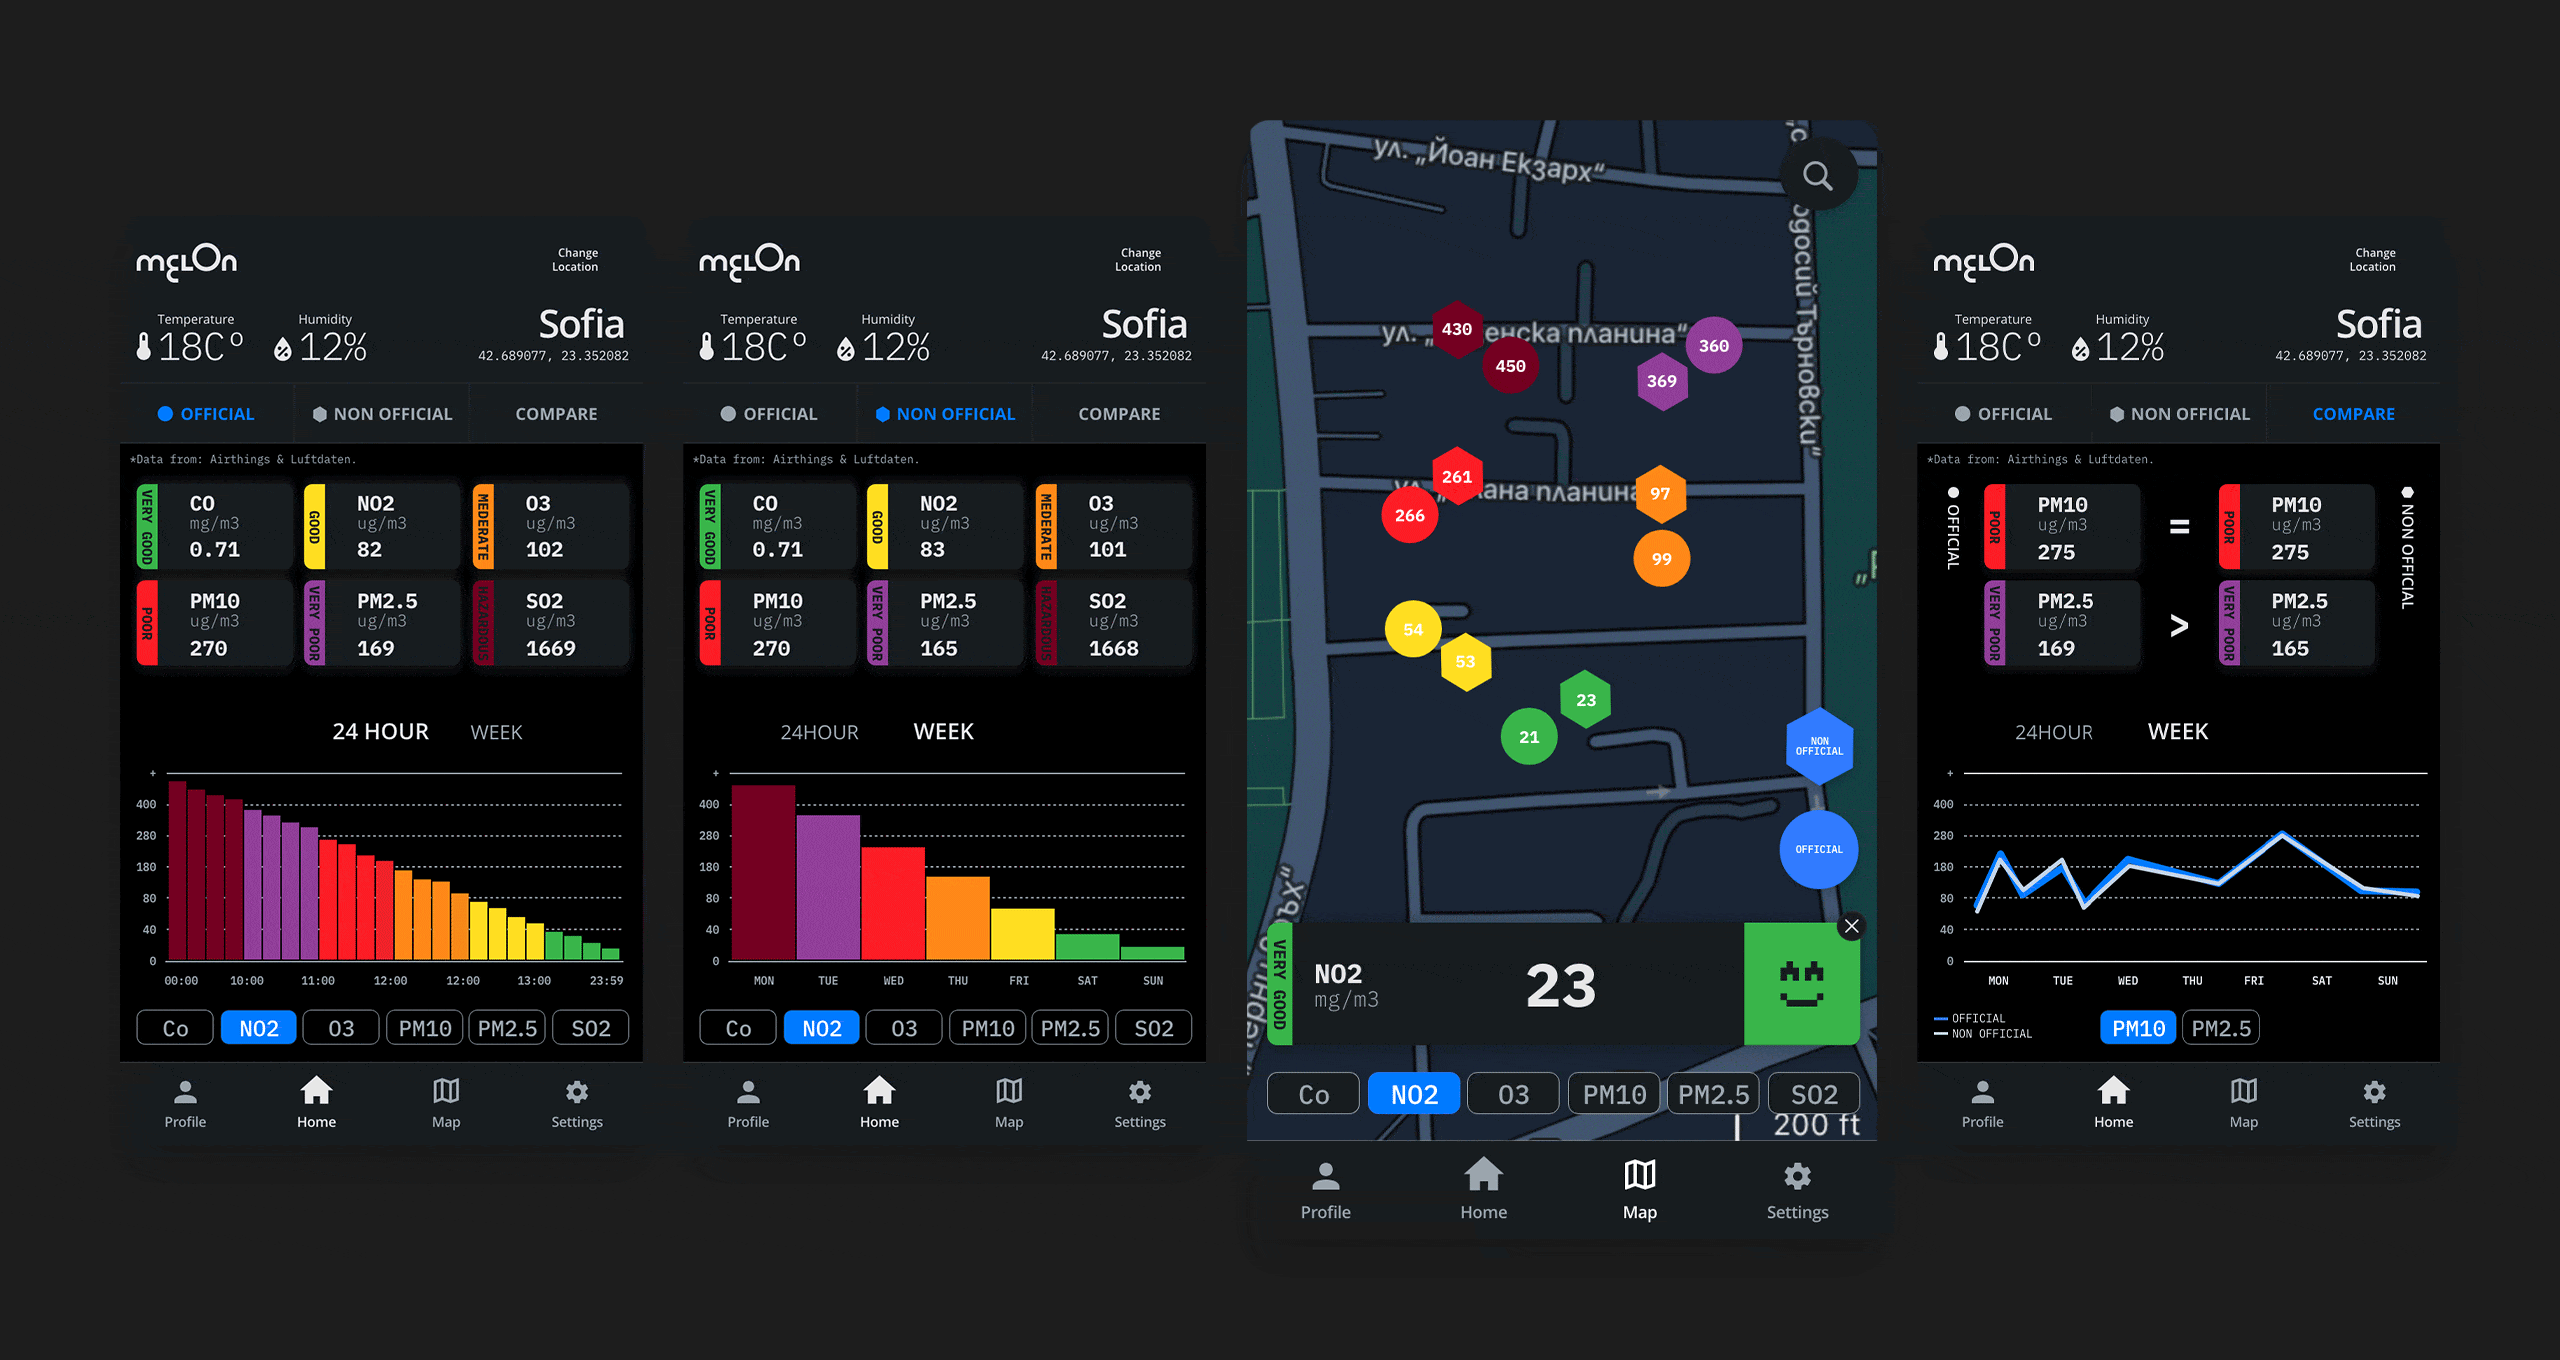 mɛLOn
Change
Location
Temperature
18C°
Humidity
12%
Sofia
42.689077, 23.352082
OFFICIAL
NON OFFICIAL
COMPARE
*Data from: Airthings & Luftdaten.
VERY GOOD
CO
mg/m3
0.71
GOOD
NO2
ug/m3
82
MEDERATE
O3
ug/m3
102
POOR
PM10
ug/m3
270
VERY POOR
PM2.5
ug/m3
169
HAZARDOUS
SO2
ug/m3
1669
24 HOUR
WEEK
+
400
280
180
80
40
0
00:00 10:00 11:00 12:00 12:00 13:00 23:59
Co NO2 O3 PM10 PM2.5 SO2
Profile Home Map Settings
mɛLOn
Change
Location
Temperature
18C°
Humidity
12%
Sofia
42.689077, 23.352082
OFFICIAL
NON OFFICIAL
COMPARE
*Data from: Airthings & Luftdaten.
VERY GOOD
CO
mg/m3
0.71
GOOD
NO2
ug/m3
83
MEDERATE
O3
ug/m3
101
POOR
PM10
ug/m3
270
VERY POOR
PM2.5
ug/m3
165
HAZARDOUS
SO2
ug/m3
1668
24HOUR
WEEK
+
400
280
180
80
40
0
MON TUE WED THU FRI SAT SUN
Co NO2 O3 PM10 PM2.5 SO2
Profile Home Map Settings
ул. „Йоан Екзарх“
одосий Търновски“
430
ул. „ енска планина“
360
450
369
261
ул. „ ана планина
97
266
99
54
53
23
21
NON
OFFICIAL
OFFICIAL
VERY GOOD
NO2
mg/m3
23
Co NO2 O3 PM10 PM2.5 SO2
200 ft
Profile Home Map Settings
mɛLOn
Change
Location
Temperature
18C°
Humidity
12%
Sofia
42.689077, 23.352082
OFFICIAL
NON OFFICIAL
COMPARE
*Data from: Airthings & Luftdaten.
OFFICIAL
POOR
PM10
ug/m3
275
=
POOR
PM10
ug/m3
275
NON OFFICIAL
VERY POOR
PM2.5
ug/m3
169
>
VERY POOR
PM2.5
ug/m3
165
24HOUR
WEEK
+
400
280
180
80
40
0
MON TUE WED THU FRI SAT SUN
OFFICIAL
NON OFFICIAL
PM10 PM2.5
Profile Home Map Settings